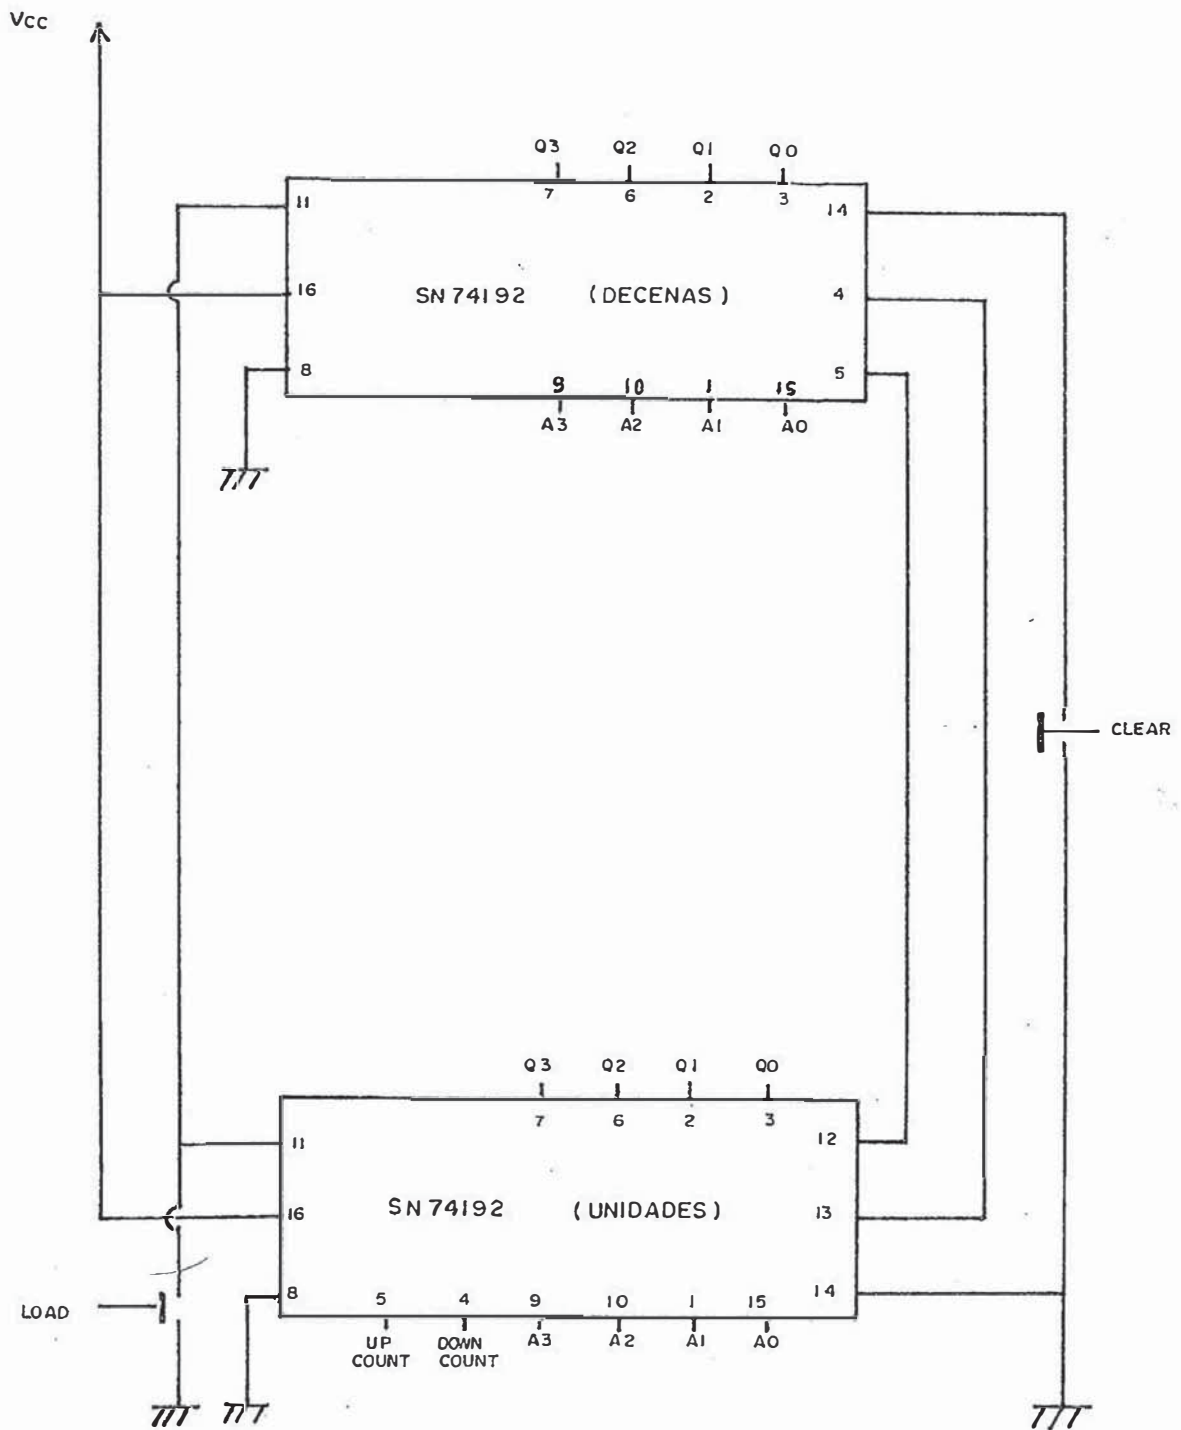 Vcc
Q3 Q2 Q1 Q0
11 7 6 2 3 14
16 SN 74192 (DECENAS) 4
8 5
9 10 1 15
A3 A2 A1 A0
CLEAR
Q3 Q2 Q1 Q0
11 7 6 2 3 12
16 SN 74192 (UNIDADES) 13
8 5 4 9 10 1 15 14
LOAD
UP COUNT DOWN COUNT A3 A2 A1 A0